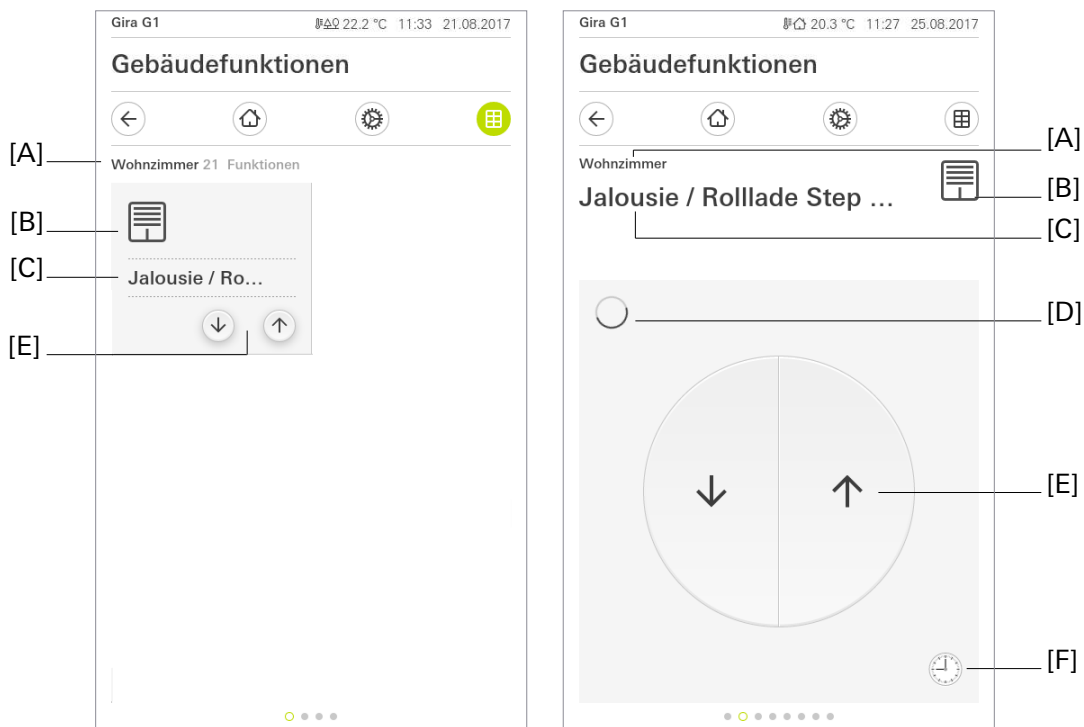 Gira G1 22.2 °C 11:33 21.08.2017
Gebäudefunktionen
Wohnzimmer 21 Funktionen
Jalousie / Ro...
[A]
[B]
[C]
[E]
Gira G1 20.3 °C 11:27 25.08.2017
Gebäudefunktionen
Wohnzimmer
Jalousie / Rolllade Step ...
[A]
[B]
[C]
[D]
[E]
[F]